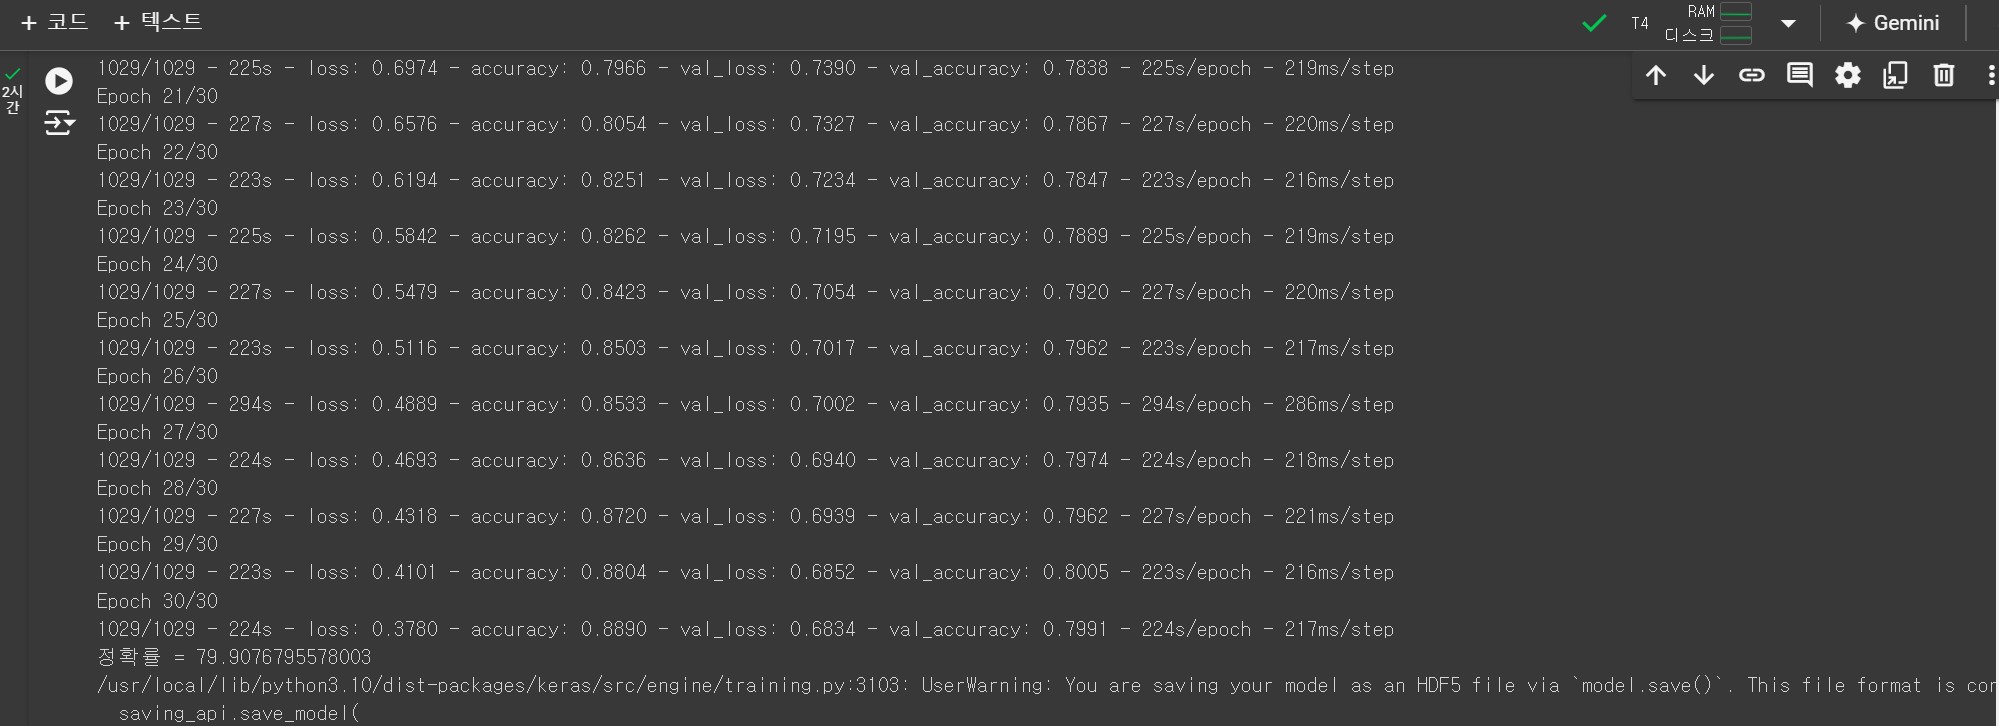 + 코드 + 텍스트
T4
RAM
디스크
Gemini
2시
간
1029/1029 - 225s - loss: 0.6974 - accuracy: 0.7966 - val_loss: 0.7390 - val_accuracy: 0.7838 - 225s/epoch - 219ms/step
Epoch 21/30
1029/1029 - 227s - loss: 0.6576 - accuracy: 0.8054 - val_loss: 0.7327 - val_accuracy: 0.7867 - 227s/epoch - 220ms/step
Epoch 22/30
1029/1029 - 223s - loss: 0.6194 - accuracy: 0.8251 - val_loss: 0.7234 - val_accuracy: 0.7847 - 223s/epoch - 216ms/step
Epoch 23/30
1029/1029 - 225s - loss: 0.5842 - accuracy: 0.8262 - val_loss: 0.7195 - val_accuracy: 0.7889 - 225s/epoch - 219ms/step
Epoch 24/30
1029/1029 - 227s - loss: 0.5479 - accuracy: 0.8423 - val_loss: 0.7054 - val_accuracy: 0.7920 - 227s/epoch - 220ms/step
Epoch 25/30
1029/1029 - 223s - loss: 0.5116 - accuracy: 0.8503 - val_loss: 0.7017 - val_accuracy: 0.7962 - 223s/epoch - 217ms/step
Epoch 26/30
1029/1029 - 294s - loss: 0.4889 - accuracy: 0.8533 - val_loss: 0.7002 - val_accuracy: 0.7935 - 294s/epoch - 286ms/step
Epoch 27/30
1029/1029 - 224s - loss: 0.4693 - accuracy: 0.8636 - val_loss: 0.6940 - val_accuracy: 0.7974 - 224s/epoch - 218ms/step
Epoch 28/30
1029/1029 - 227s - loss: 0.4318 - accuracy: 0.8720 - val_loss: 0.6939 - val_accuracy: 0.7962 - 227s/epoch - 221ms/step
Epoch 29/30
1029/1029 - 223s - loss: 0.4101 - accuracy: 0.8804 - val_loss: 0.6852 - val_accuracy: 0.8005 - 223s/epoch - 216ms/step
Epoch 30/30
1029/1029 - 224s - loss: 0.3780 - accuracy: 0.8890 - val_loss: 0.6834 - val_accuracy: 0.7991 - 224s/epoch - 217ms/step
정확률 = 79.9076795578003
/usr/local/lib/python3.10/dist-packages/keras/src/engine/training.py:3103: UserWarning: You are saving your model as an HDF5 file via `model.save()`. This file format is con
saving_api.save_model(